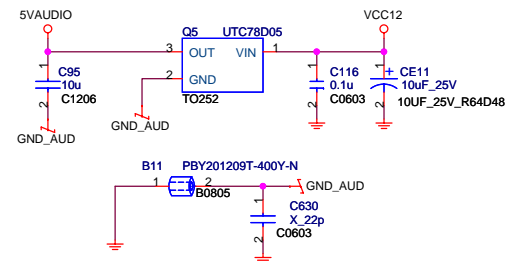 5VAUDIO
Q5 UTC78D05
VCC12
3 OUT VIN 1
2 GND
TO252
1
C95
10u
2
C1206
GND_AUD
GND_AUD
1
C116
0.1u
2
C0603
1
+
CE11
10uF_25V
2
10UF_25V_R64D48
B11 PBY201209T-400Y-N
1 2
B0805
GND_AUD
1
C630
X_22p
2
C0603